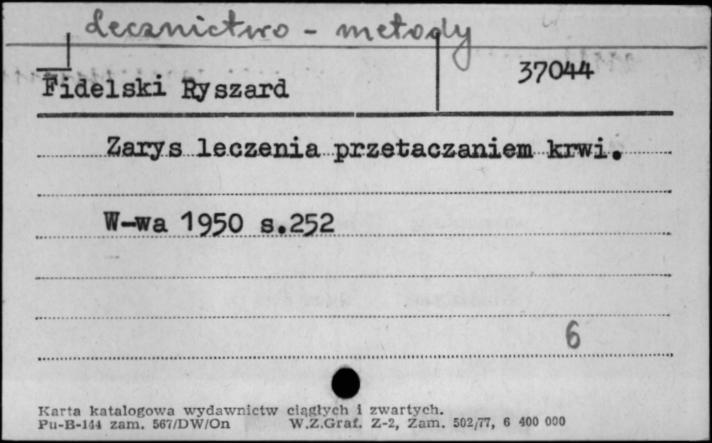 Lecznictwo - metody
Fidelski Ryszard 37044
Zarys leczenia przetaczaniem krwi.
W-wa 1950 s.252
6
Karta katalogowa wydawnictw ciągłych i zwartych.
Pu-B-144 zam. 567/DW/On W.Z.Graf. Z-2, Zam. 502/77, 6 400 000